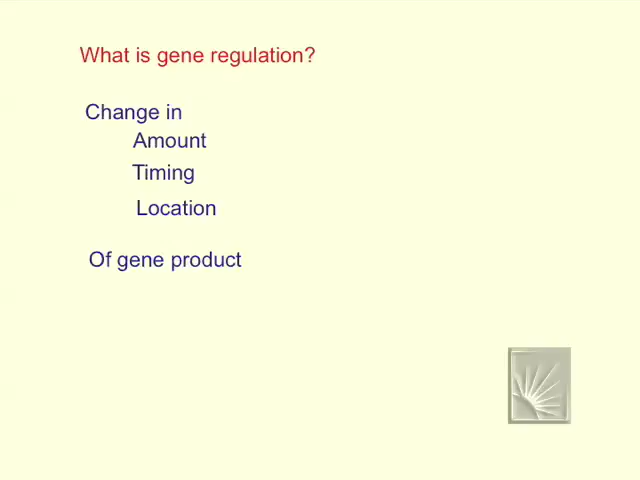 What is gene regulation?
Change in
Amount
Timing
Location
Of gene product